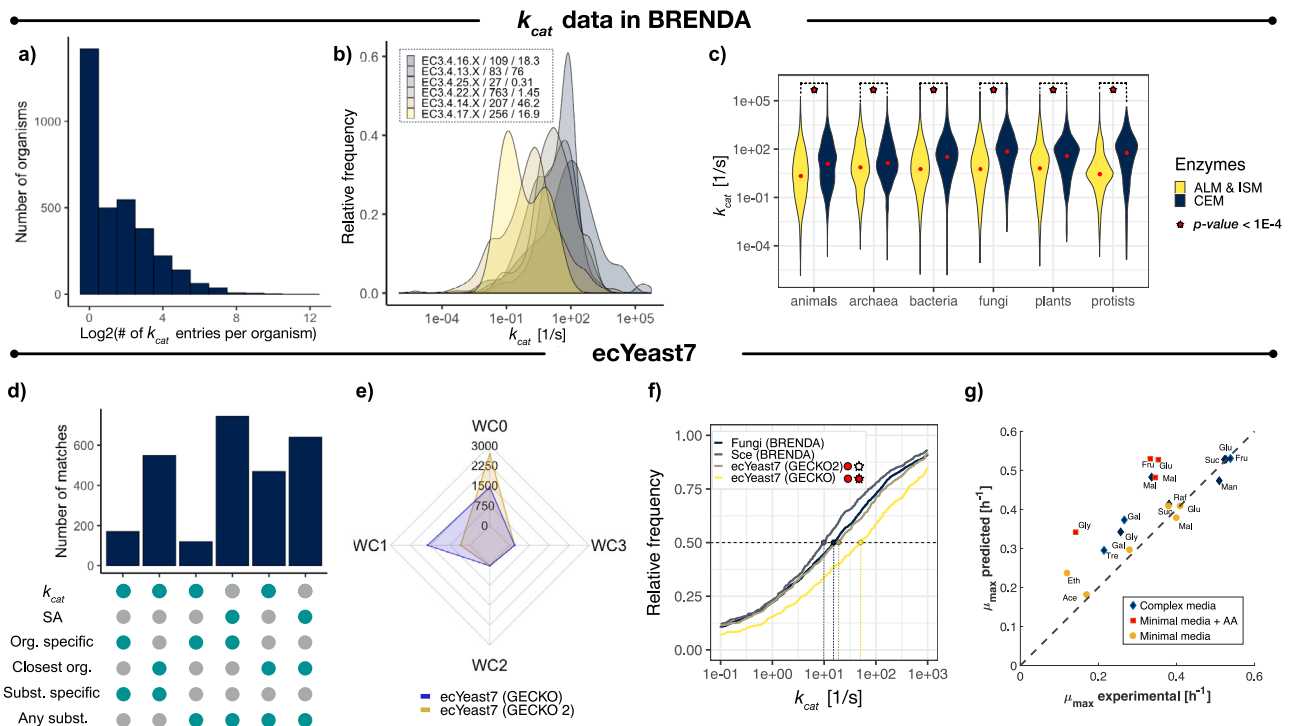 k_cat data in BRENDA
a)
Number of organisms
1000
500
0
0
4
8
12
Log2(# of k_cat entries per organism)
b)
Relative frequency
0.6
0.4
0.2
0.0
EC3.4.16.X / 109 / 18.3
EC3.4.13.X / 83 / 76
EC3.4.25.X / 27 / 0.31
EC3.4.22.X / 763 / 1.45
EC3.4.14.X / 207 / 46.2
EC3.4.17.X / 256 / 16.9
1e-04
1e-01
1e+02
1e+05
k_cat [1/s]
c)
k_cat [1/s]
1e+05
1e+02
1e-01
1e-04
animals
archaea
bacteria
fungi
plants
protists
Enzymes
ALM & ISM
CEM
p-value < 1E-4
ecYeast7
d)
Number of matches
600
400
200
0
k_cat
SA
Org. specific
Closest org.
Subst. specific
Any subst.
e)
WC0
3000
2250
1500
750
0
WC1
WC3
WC2
ecYeast7 (GECKO)
ecYeast7 (GECKO 2)
f)
Relative frequency
1.00
0.75
0.50
0.25
0.00
Fungi (BRENDA)
Sce (BRENDA)
ecYeast7 (GECKO2)
ecYeast7 (GECKO)
1e-01
1e+00
1e+01
1e+02
1e+03
k_cat [1/s]
g)
μmax predicted [h⁻¹]
0.6
0.5
0.4
0.3
0.2
0.1
0
0
0.2
0.4
0.6
Glu
Suc
Fru
Fru
Glu
Mal
Mal
Man
Raf
Suc
Glu
Mal
Gal
Gly
Gly
Gal
Tre
Eth
Ace
Complex media
Minimal media + AA
Minimal media
μmax experimental [h⁻¹]